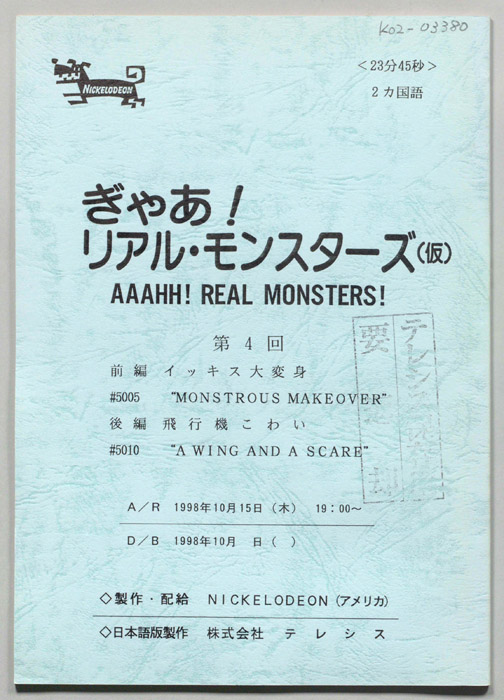 K02-03380
NICKELODEON
＜23分45秒＞
2カ国語
ぎゃあ！
リアル・モンスターズ（仮）
AAAHH! REAL MONSTERS!
第4回
前編 イッキス大変身
#5005 "MONSTROUS MAKEOVER"
後編 飛行機こわい
#5010 "A WING AND A SCARE"
A／R 1998年10月15日（木） 19:00～
D／B 1998年10月 日（ ）
◇製作・配給 NICKELODEON（アメリカ）
◇日本語版製作 株式会社 テレシス
テレシス
要 却